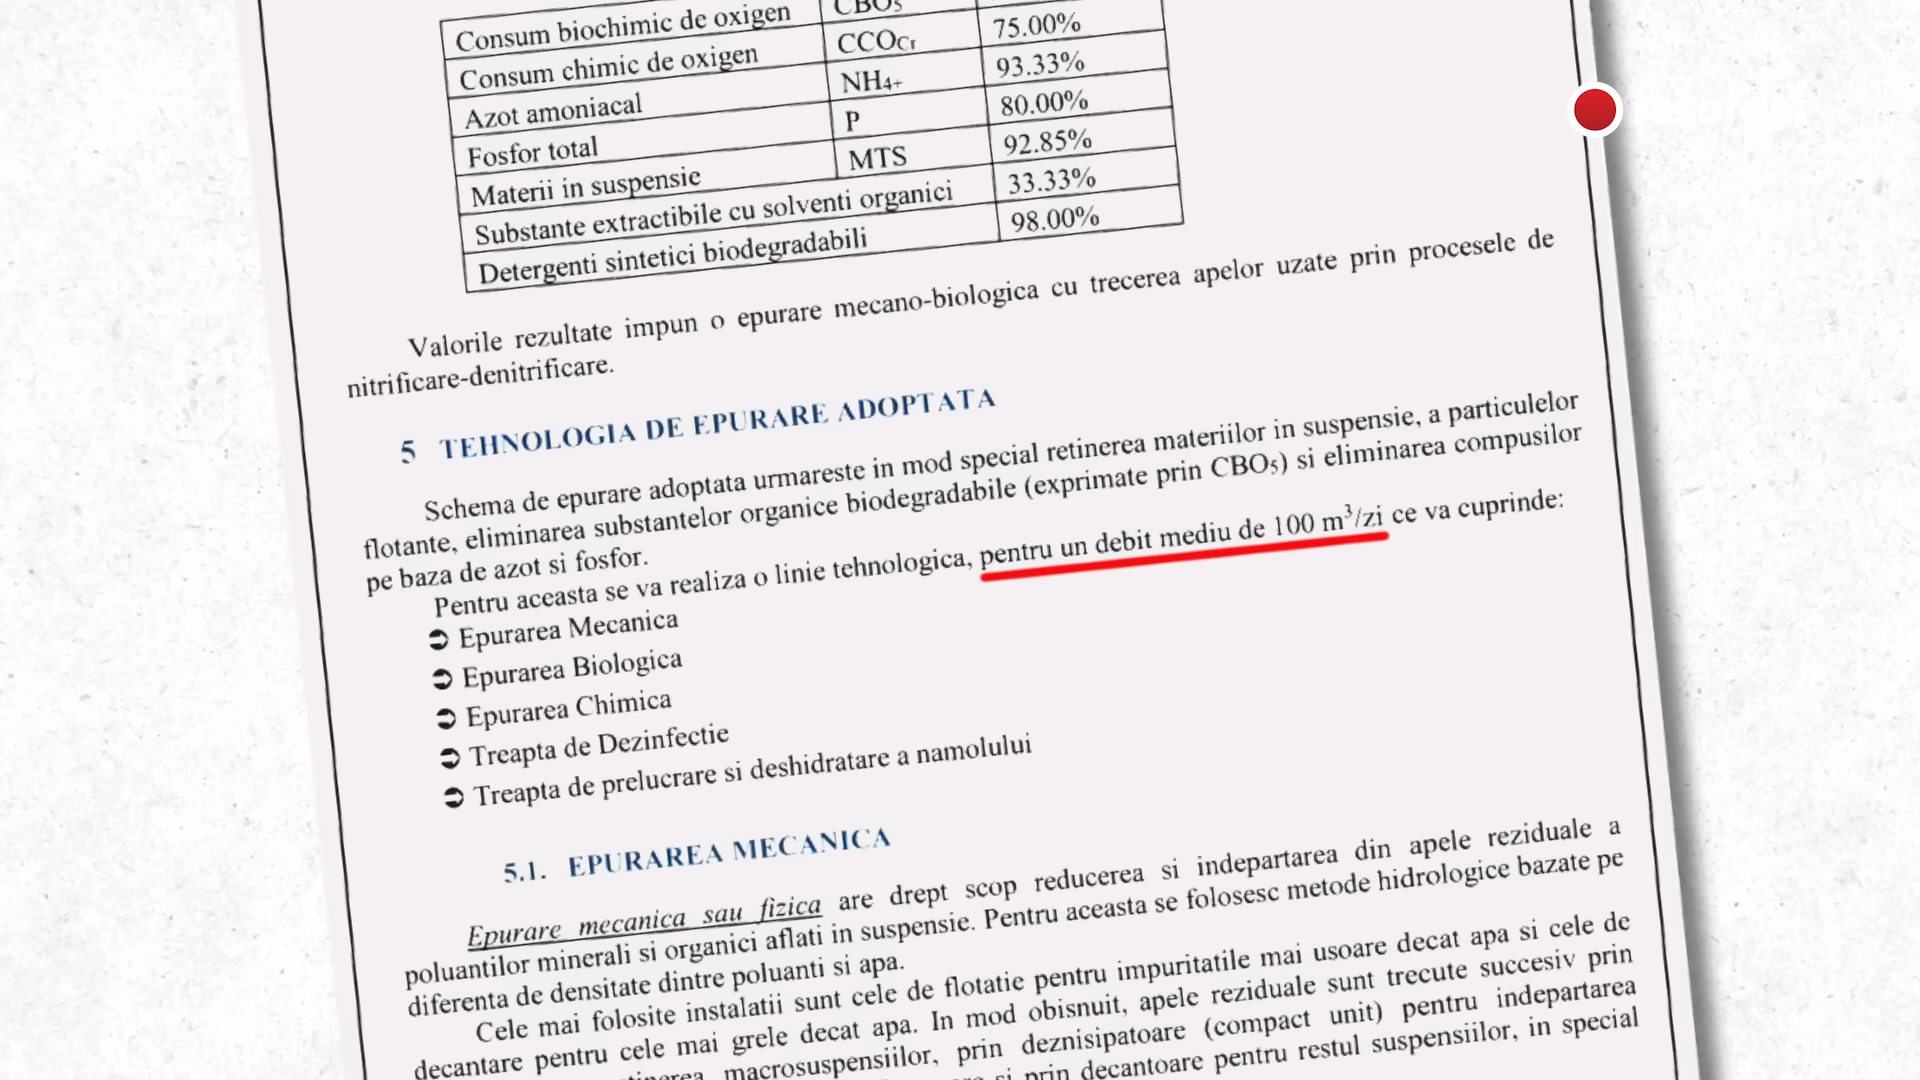 Consum biochimic de oxigen CBO₅
Consum chimic de oxigen CCOCr 75.00%
Azot amoniacal NH₄₊ 93.33%
Fosfor total P 80.00%
Materii in suspensie MTS 92.85%
Substante extractibile cu solventi organici 33.33%
Detergenti sintetici biodegradabili 98.00%
Valorile rezultate impun o epurare mecano-biologica cu trecerea apelor uzate prin procesele de
nitrificare-denitrificare.
5 TEHNOLOGIA DE EPURARE ADOPTATA
Schema de epurare adoptata urmareste in mod special retinerea materiilor in suspensie, a particulelor
flotante, eliminarea substantelor organice biodegradabile (exprimate prin CBO₅) si eliminarea compusilor
pe baza de azot si fosfor.
Pentru aceasta se va realiza o linie tehnologica, pentru un debit mediu de 100 m³/zi ce va cuprinde:
➲ Epurarea Mecanica
➲ Epurarea Biologica
➲ Epurarea Chimica
➲ Treapta de Dezinfectie
➲ Treapta de prelucrare si deshidratare a namolului
5.1. EPURAREA MECANICA
Epurare mecanica sau fizica are drept scop reducerea si indepartarea din apele reziduale a
poluantilor minerali si organici aflati in suspensie. Pentru aceasta se folosesc metode hidrologice bazate pe
diferenta de densitate dintre poluanti si apa.
Cele mai folosite instalatii sunt cele de flotatie pentru impuritatile mai usoare decat apa si cele de
decantare pentru cele mai grele decat apa. In mod obisnuit, apele reziduale sunt trecute succesiv prin
macrosuspensiilor, prin deznisipatoare (compact unit) pentru indepartarea
si prin decantoare pentru restul suspensiilor, in special